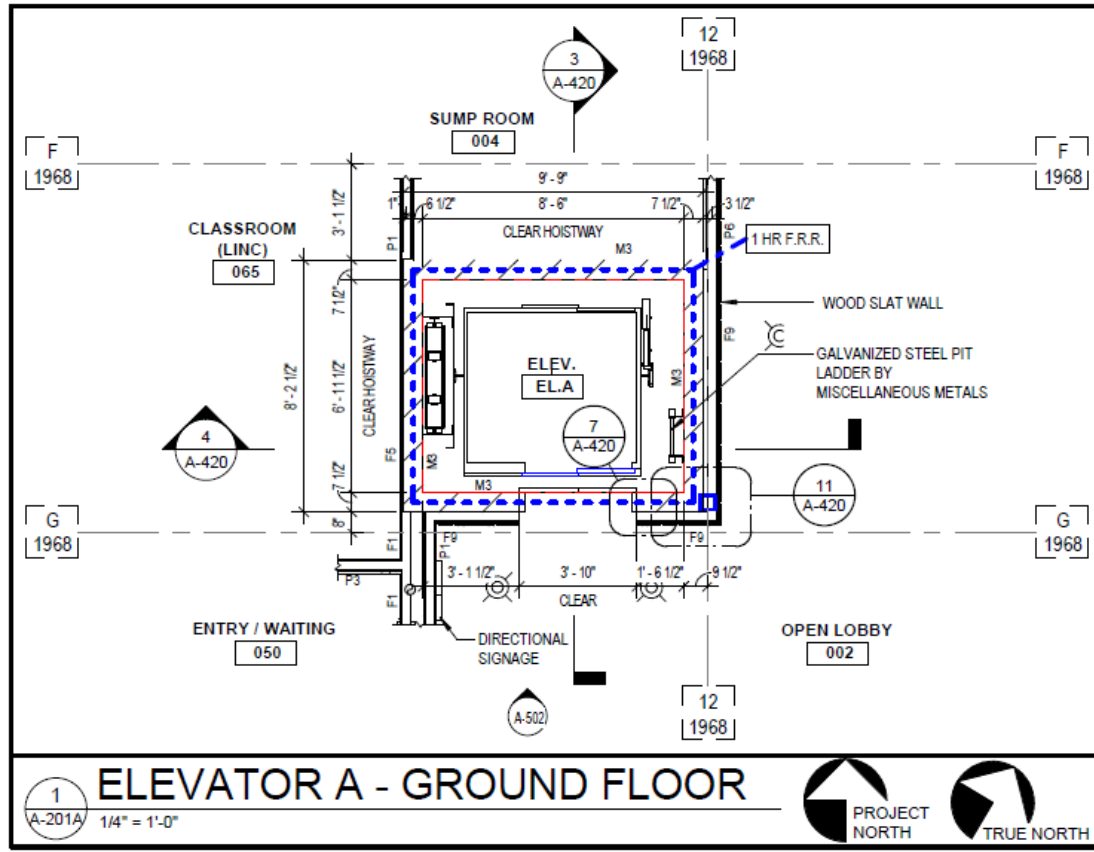 12
1968
3
A-420
SUMP ROOM
004
F
1968
F
1968
9' - 9"
1"
6 1/2"
8' - 6"
7 1/2"
3 1/2"
3' - 1 1/2"
CLASSROOM
(LINC)
065
P1
CLEAR HOISTWAY
M3
P6
1 HR F.R.R.
7 1/2"
WOOD SLAT WALL
F9
8' - 2 1/2"
6' - 11 1/2"
CLEAR HOISTWAY
ELEV.
EL.A
M3
GALVANIZED STEEL PIT
LADDER BY
MISCELLANEOUS METALS
4
A-420
F5
M3
7
A-420
M3
7 1/2"
11
A-420
G
1968
8"
G
1968
F1
F9
P1
F9
P3
F1
3' - 1 1/2"
3' - 10"
1' - 6 1/2"
9 1/2"
CLEAR
ENTRY / WAITING
050
DIRECTIONAL
SIGNAGE
OPEN LOBBY
002
A-502
12
1968
1
A-201A
ELEVATOR A - GROUND FLOOR
1/4" = 1'-0"
PROJECT
NORTH
TRUE NORTH